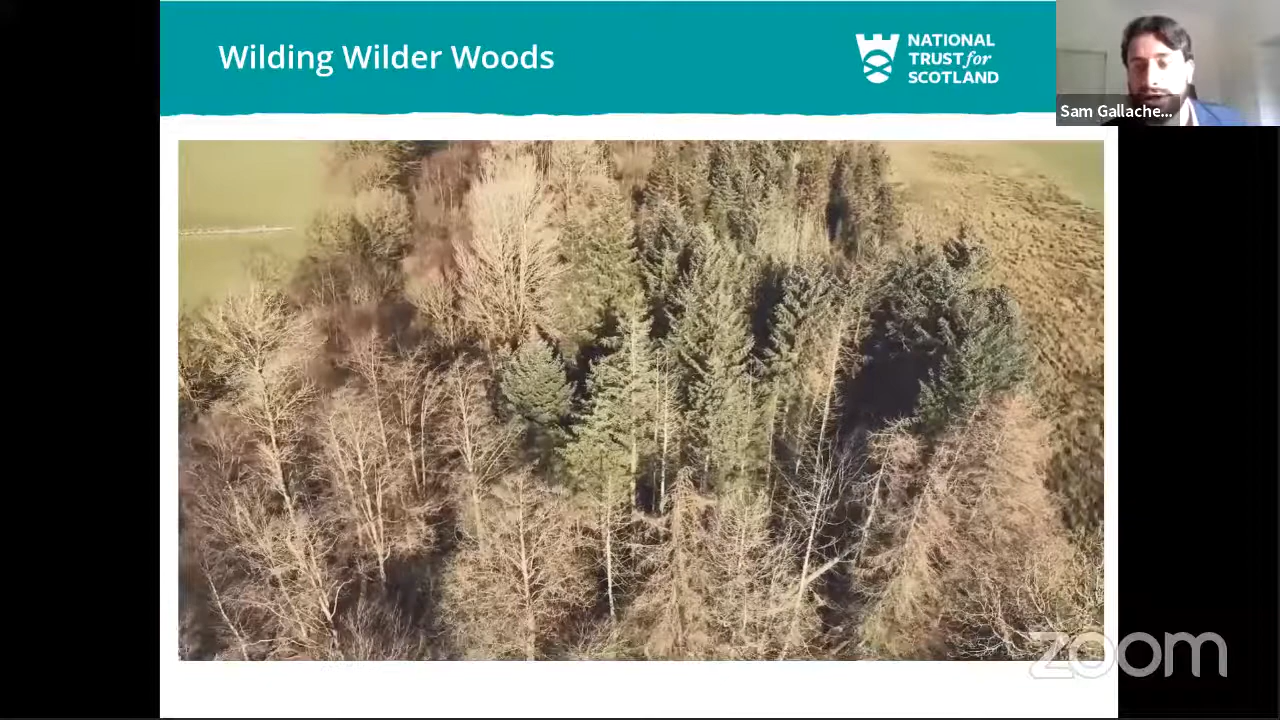 Wilding Wilder Woods
NATIONAL
TRUST for
SCOTLAND
Sam Gallache...
zoom